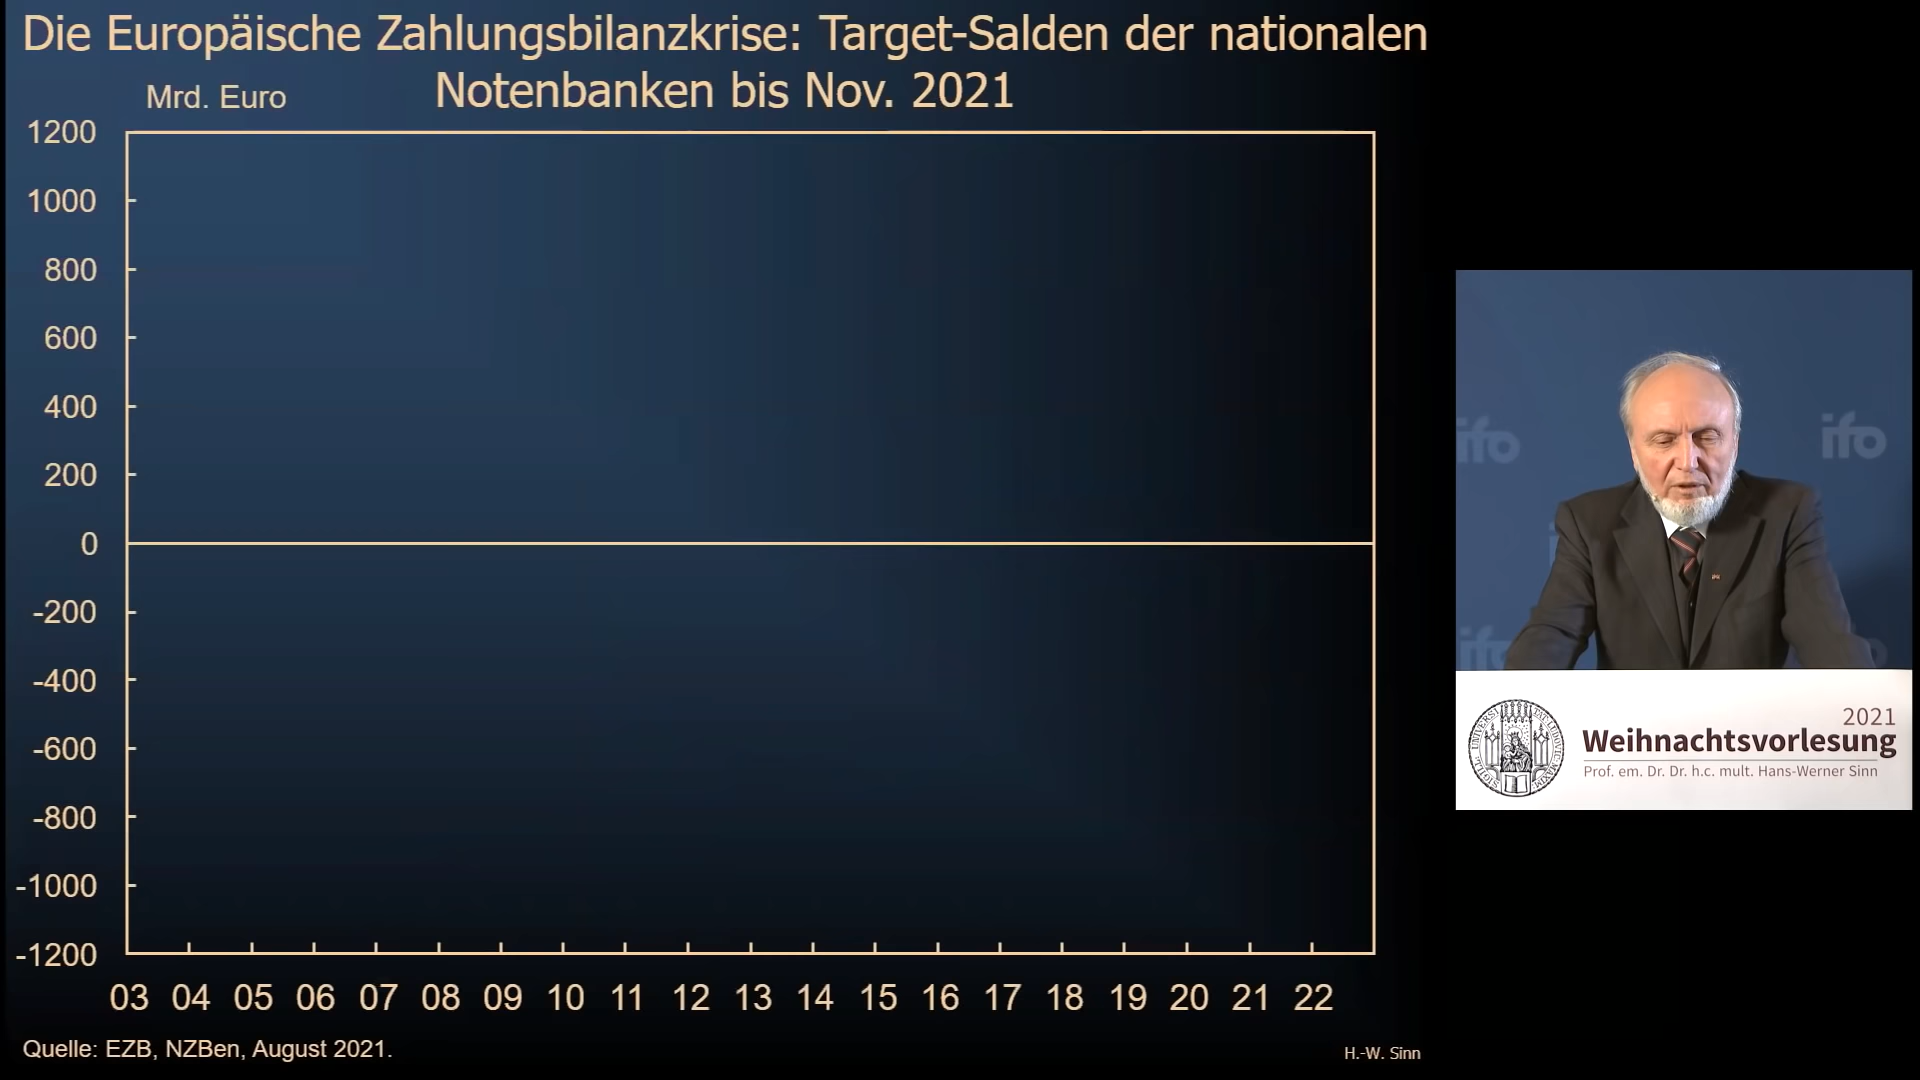 Die Europäische Zahlungsbilanzkrise: Target-Salden der nationalen
Notenbanken bis Nov. 2021
Mrd. Euro
1200
1000
800
600
400
200
0
-200
-400
-600
-800
-1000
-1200
03 04 05 06 07 08 09 10 11 12 13 14 15 16 17 18 19 20 21 22
Quelle: EZB, NZBen, August 2021.
H.-W. Sinn
ifo
ifo
ifo
2021
Weihnachtsvorlesung
Prof. em. Dr. Dr. h.c. mult. Hans-Werner Sinn